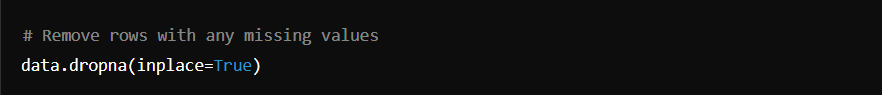 # Remove rows with any missing values
data.dropna(inplace=True)